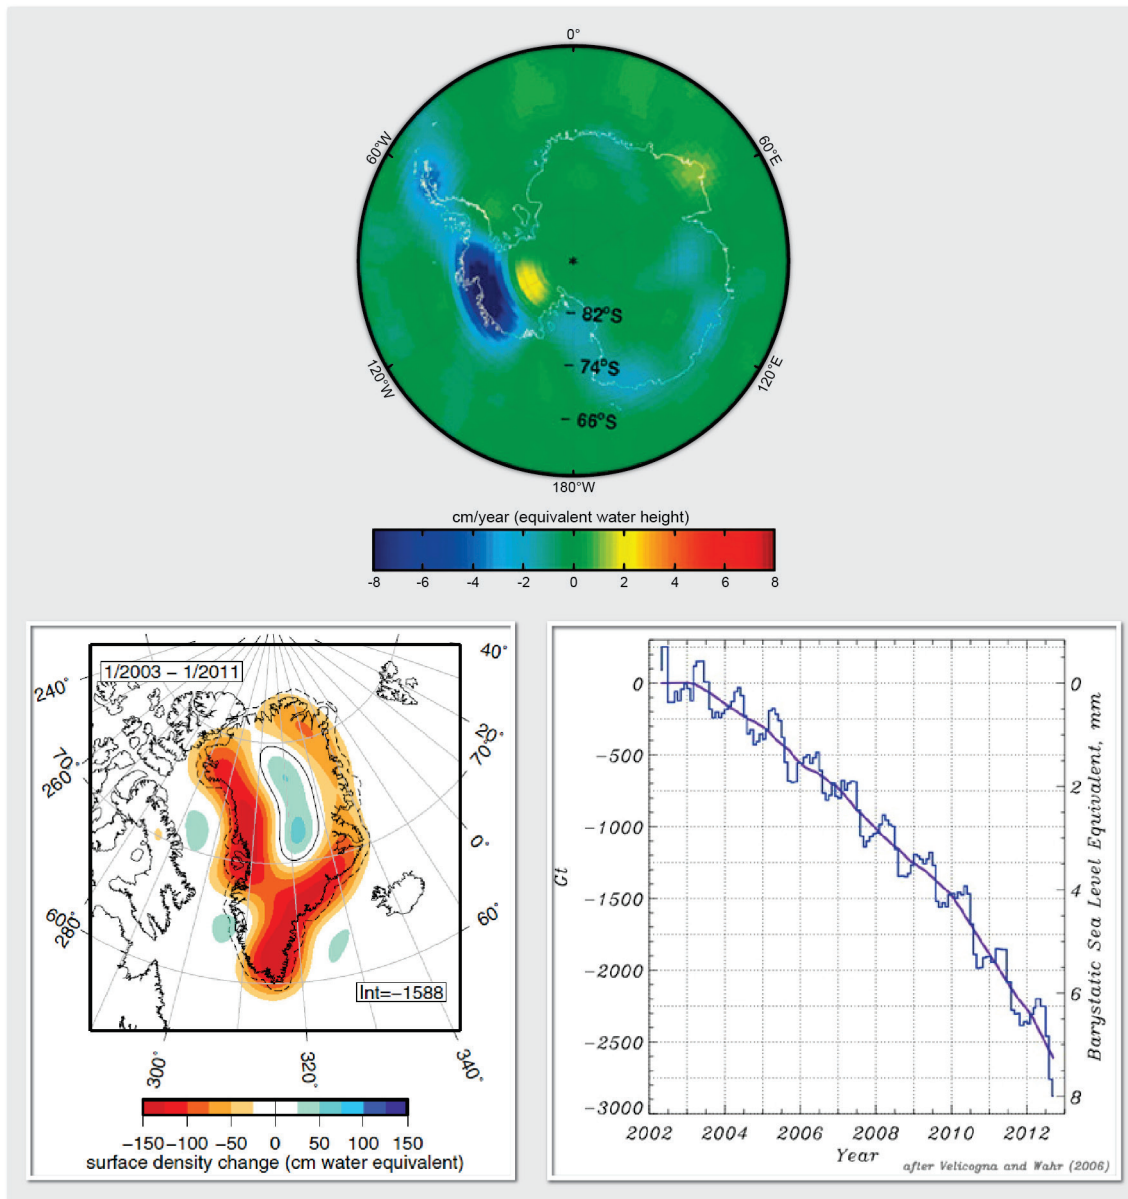 0°
60°W
60°E
82°S
74°S
66°S
120°W
120°E
180°W
cm/year (equivalent water height)
-8 -6 -4 -2 0 2 4 6 8
1/2003 − 1/2011
40°
240°
20°
70°
70°
260°
0°
60°
280°
60°
Int=−1588
300°
320°
340°
−150 −100 −50 0 50 100 150
surface density change (cm water equivalent)
0
−500
−1000
−1500
−2000
−2500
−3000
Gt
0
2
4
6
8
Barystatic Sea Level Equivalent, mm
2002 2004 2006 2008 2010 2012
Year
after Velicogna and Wahr (2006)